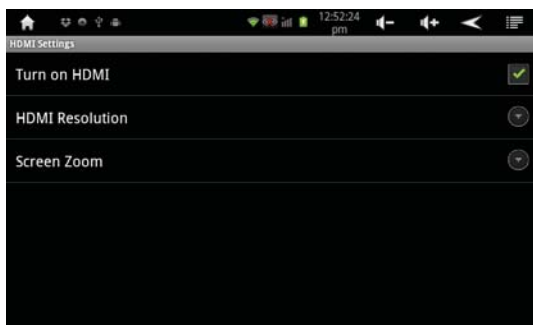 12:52:24
pm
HDMI Settings
Turn on HDMI
HDMI Resolution
Screen Zoom